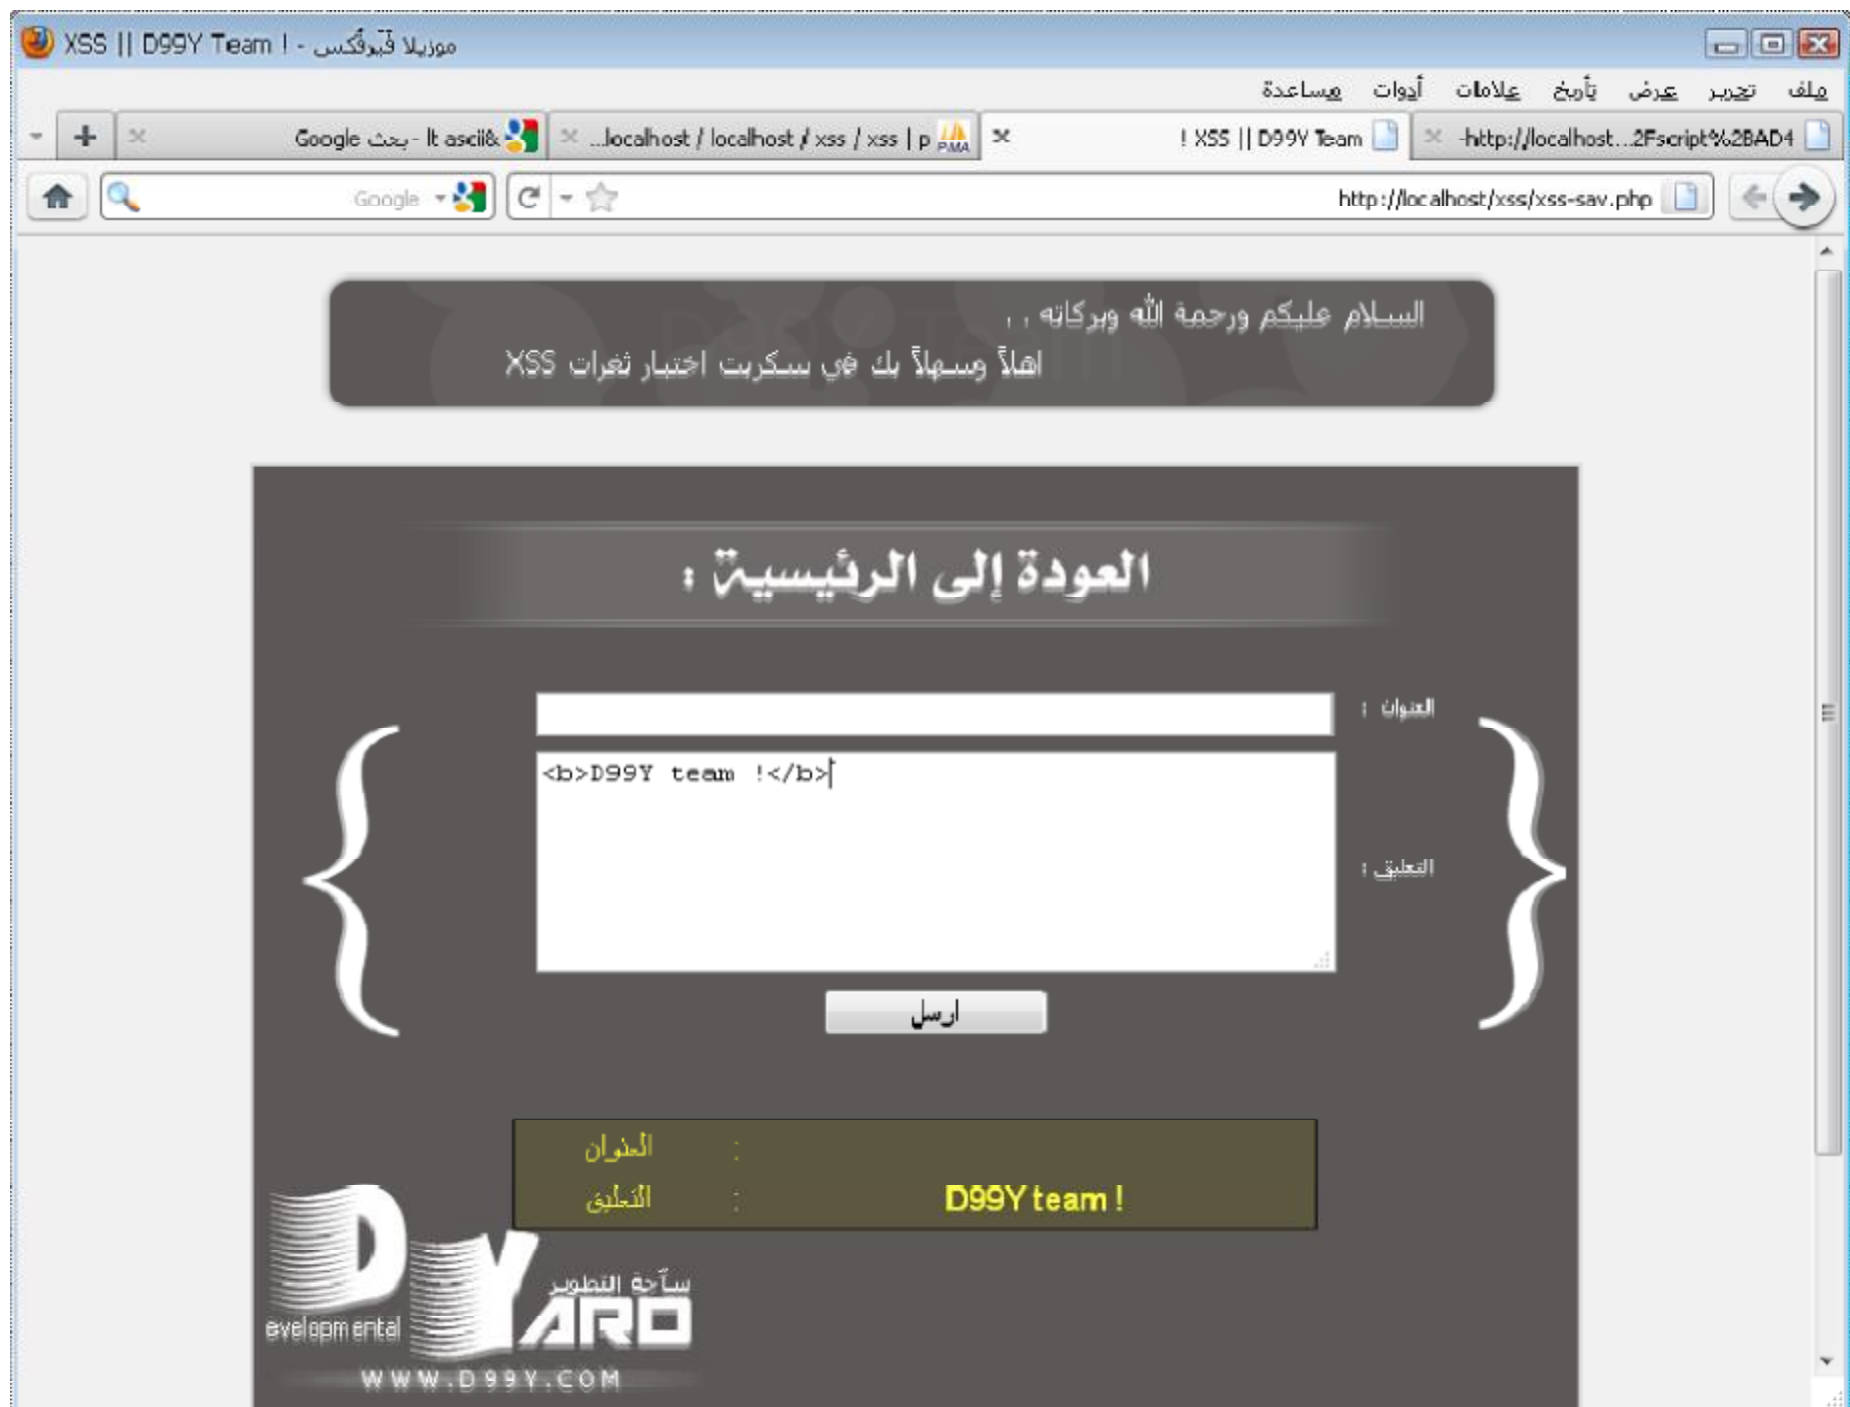 XSS || D99Y Team ! - موزيلا فَيَرفُكس
ملف تحرير عرض تأريخ علامات أدوات مساعدة
http://localhost...2Fscript%2BAD4-
XSS || D99Y Team !
localhost / localhost / xss / xss | p...
&lt ascii - بحث Google
http://localhost/xss/xss-sav.php
Google
السلام عليكم ورحمة الله وبركاته , ,
اهلاً وسهلاً بك في سكربت اختبار ثغرات XSS
العودة إلى الرئيسية :
العنوان :
<b>D99Y team !</b>
التعليق :
ارسل
العنوان :
التعليق : D99Y team !
D Y
evelopmental
ساحة التطوير
ARD
WWW.D99Y.COM